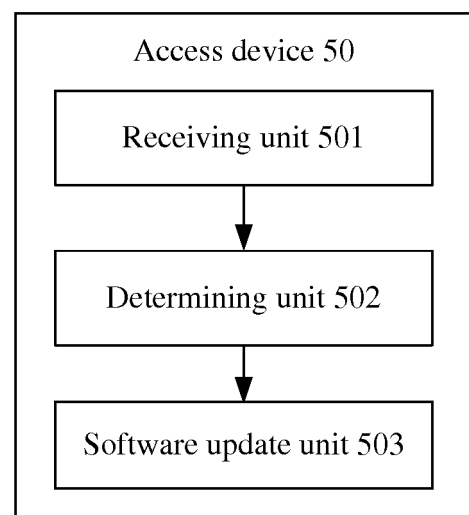 Access device 50
Receiving unit 501
Determining unit 502
Software update unit 503